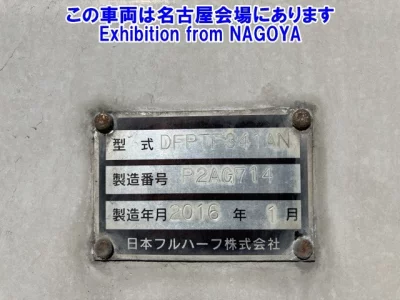 この車両は名古屋会場にあります
Exhibition from NAGOYA
型式
製造番号 P2AG714
製造年月 2016 年 1 月
日本フルハーフ株式会社